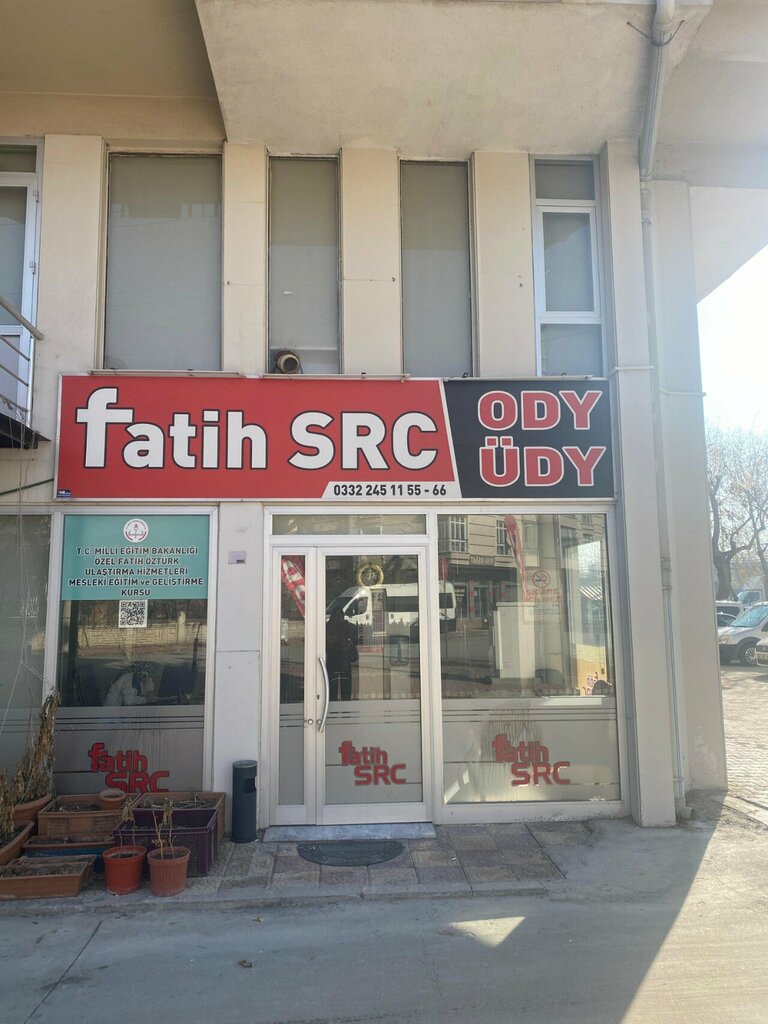 fatih SRC
ODY
ÜDY
0332 245 11 55 - 66
T.C. MİLLİ EĞİTİM BAKANLIĞI
ÖZEL FATİH ÖZTÜRK
ULAŞTIRMA HİZMETLERİ
MESLEKİ EĞİTİM ve GELİŞTİRME
KURSU
fatih
SRC
fatih
SRC
fatih
SRC